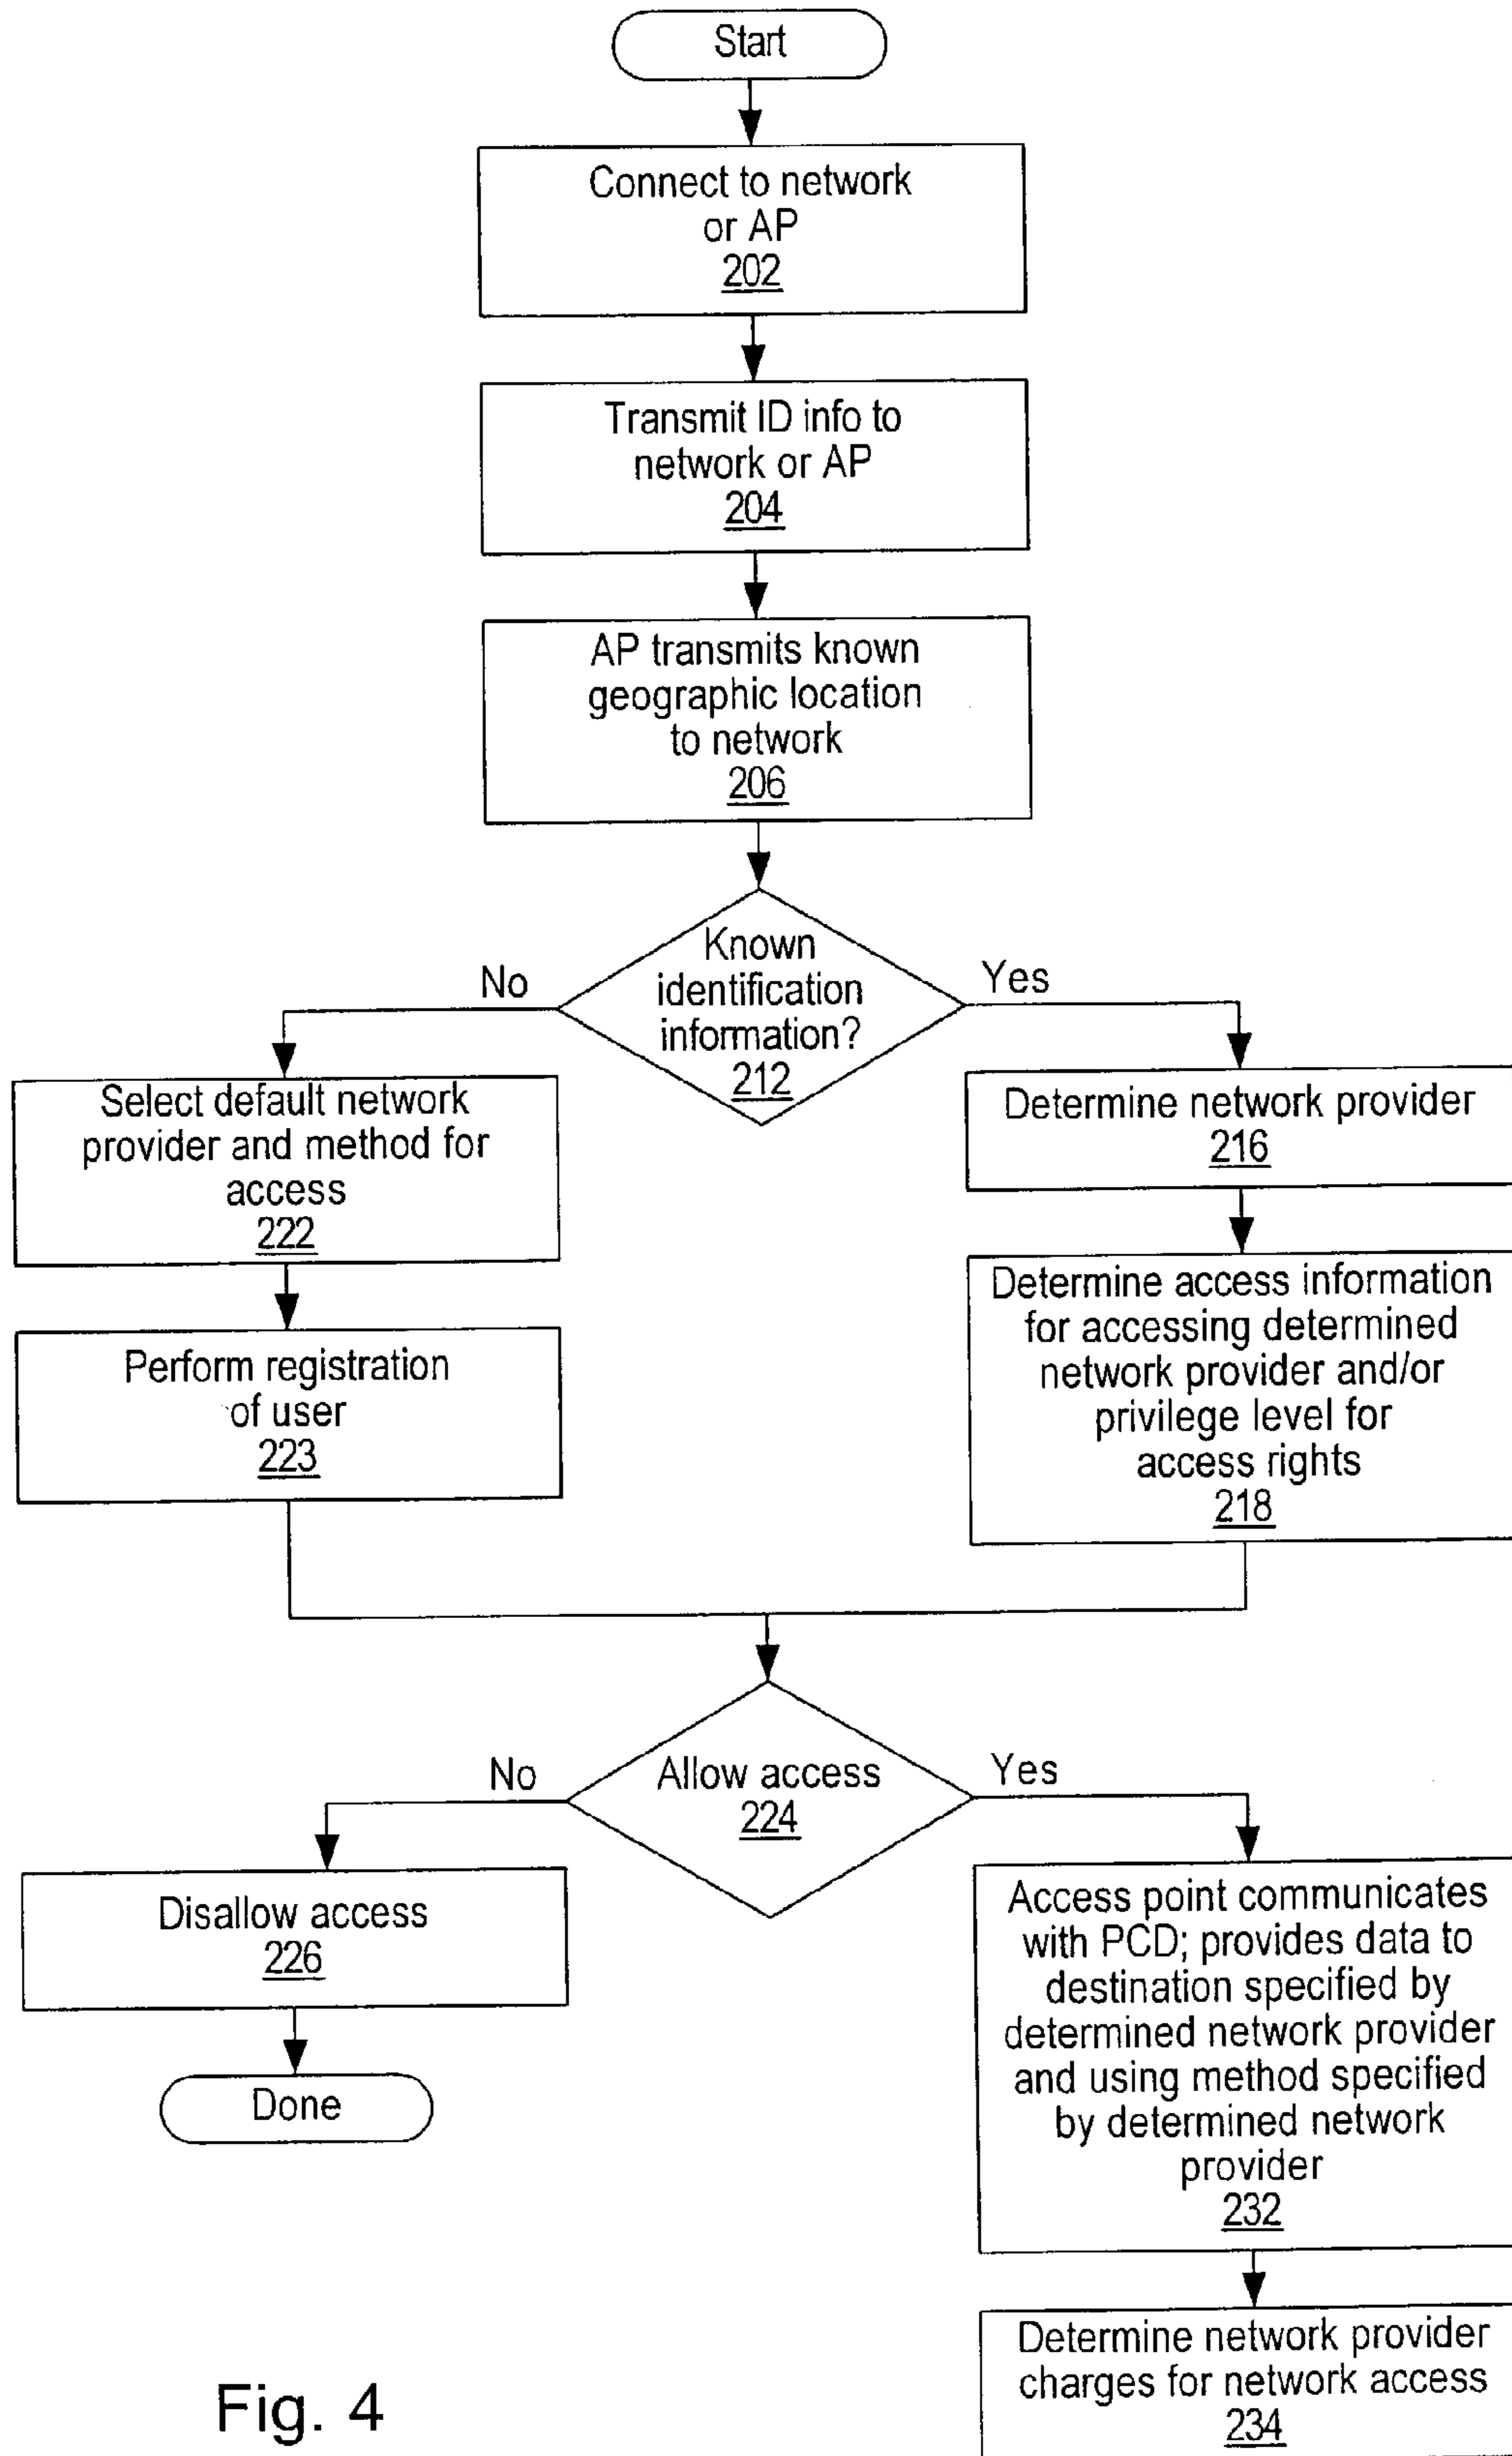 Start
Connect to network
or AP
202
Transmit ID info to
network or AP
204
AP transmits known
geographic location
to network
206
Known
identification
information?
212
No
Yes
Select default network
provider and method for
access
222
Perform registration
of user
223
Determine network provider
216
Determine access information
for accessing determined
network provider and/or
privilege level for
access rights
218
Allow access
224
No
Yes
Disallow access
226
Done
Access point communicates
with PCD; provides data to
destination specified by
determined network provider
and using method specified
by determined network
provider
232
Determine network provider
charges for network access
234
Fig. 4